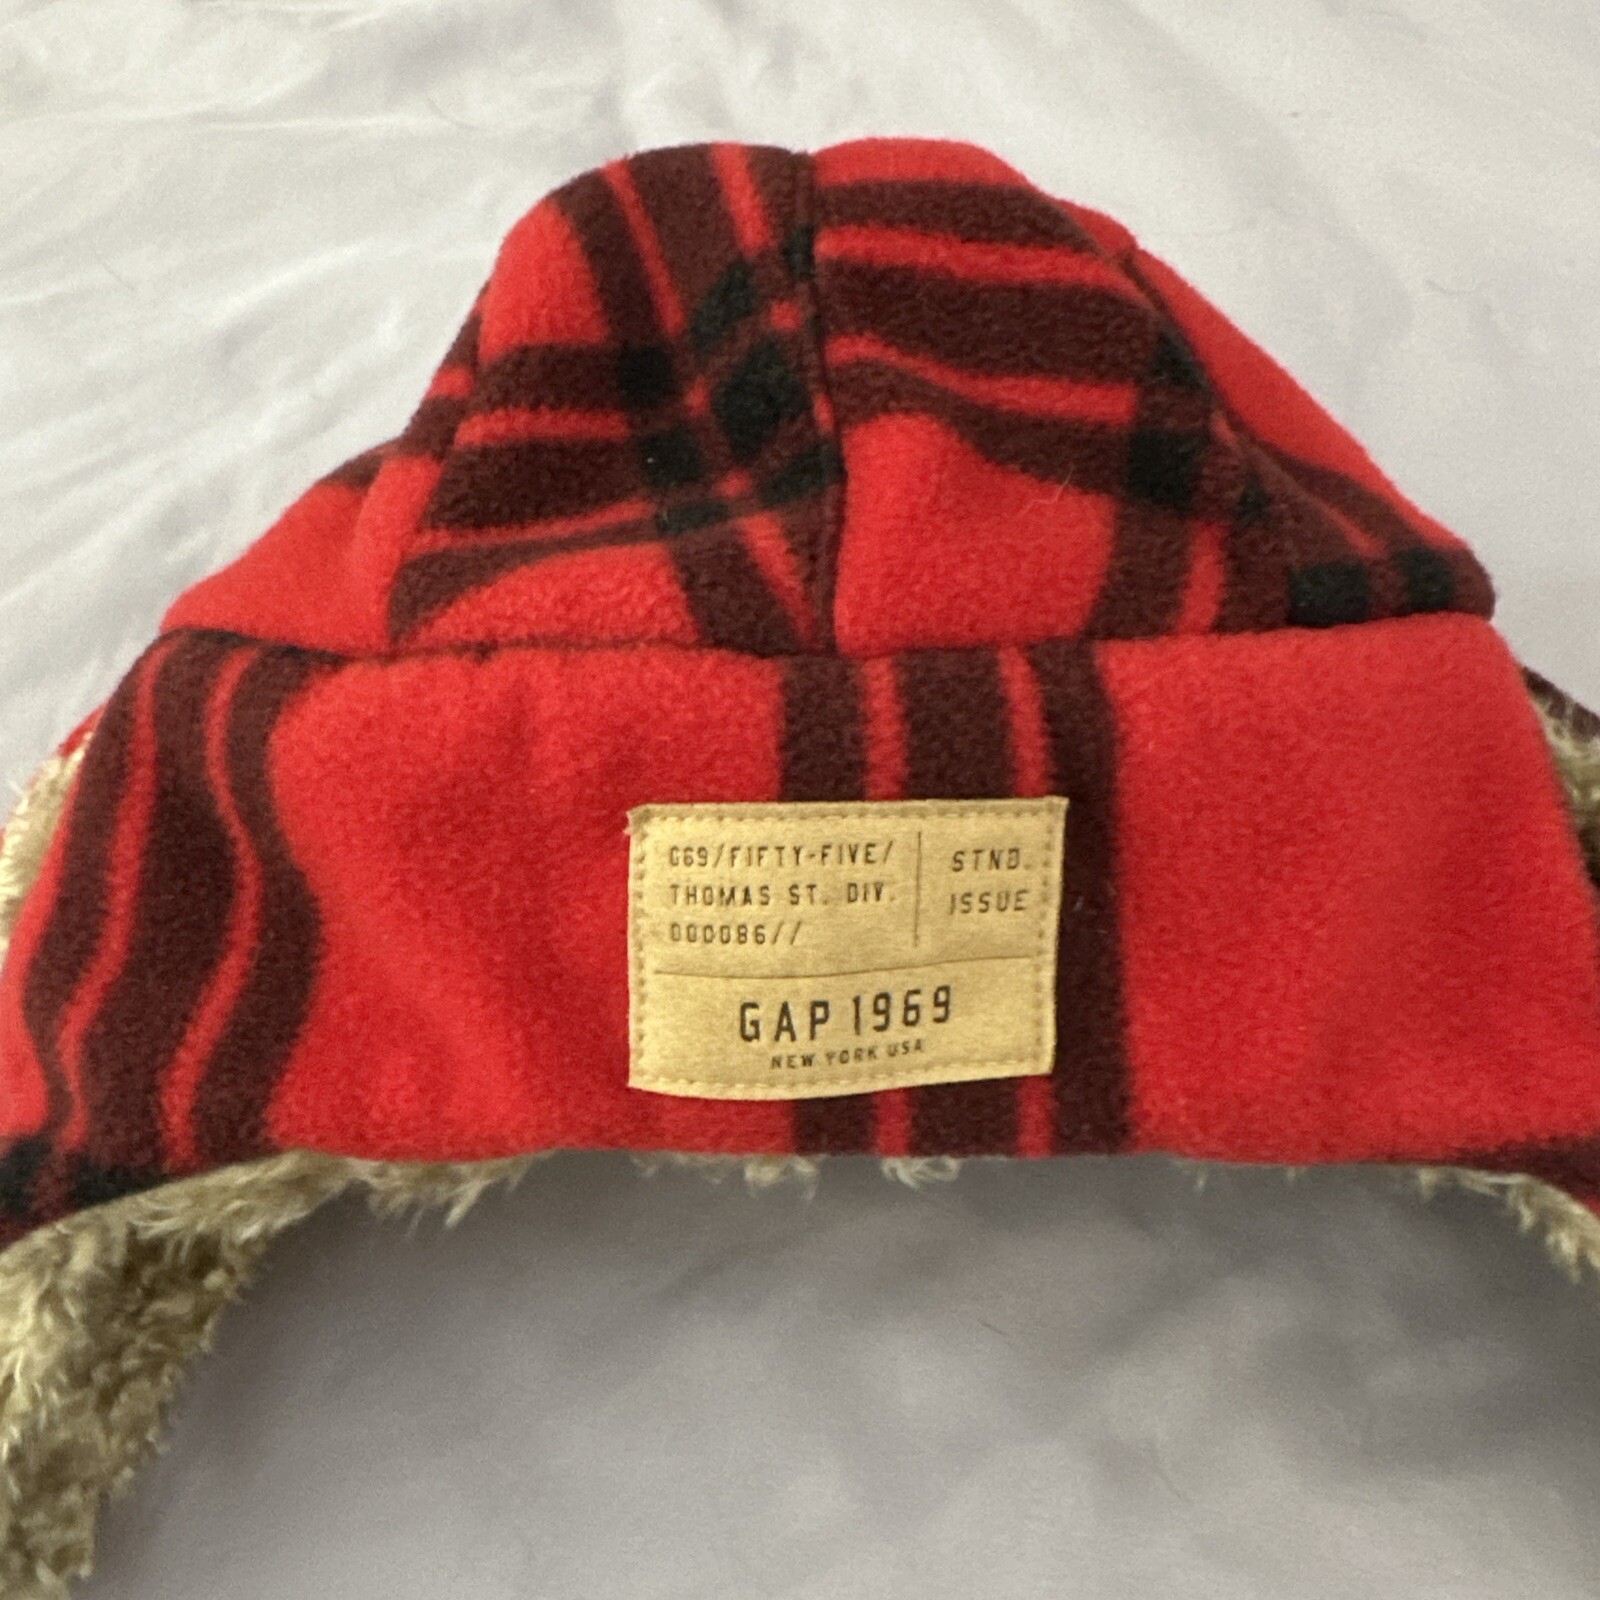 G69/FIFTY-FIVE/
THOMAS ST. DIV.
000086//
STND.
ISSUE
GAP 1969
NEW YORK USA